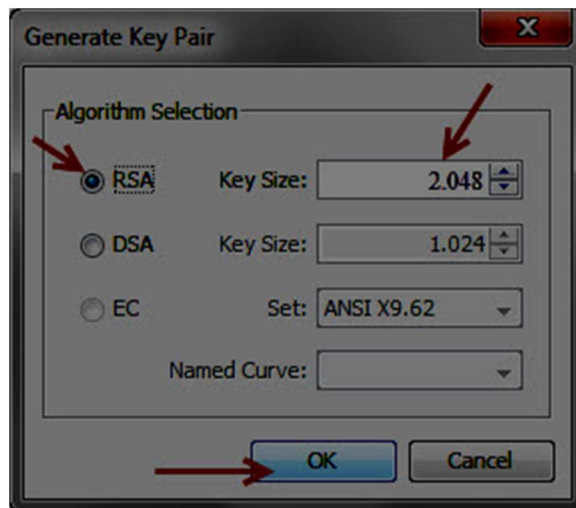 Generate Key Pair
Algorithm Selection
RSA Key Size: 2.048
DSA Key Size: 1.024
EC Set: ANSI X9.62
Named Curve:
OK Cancel